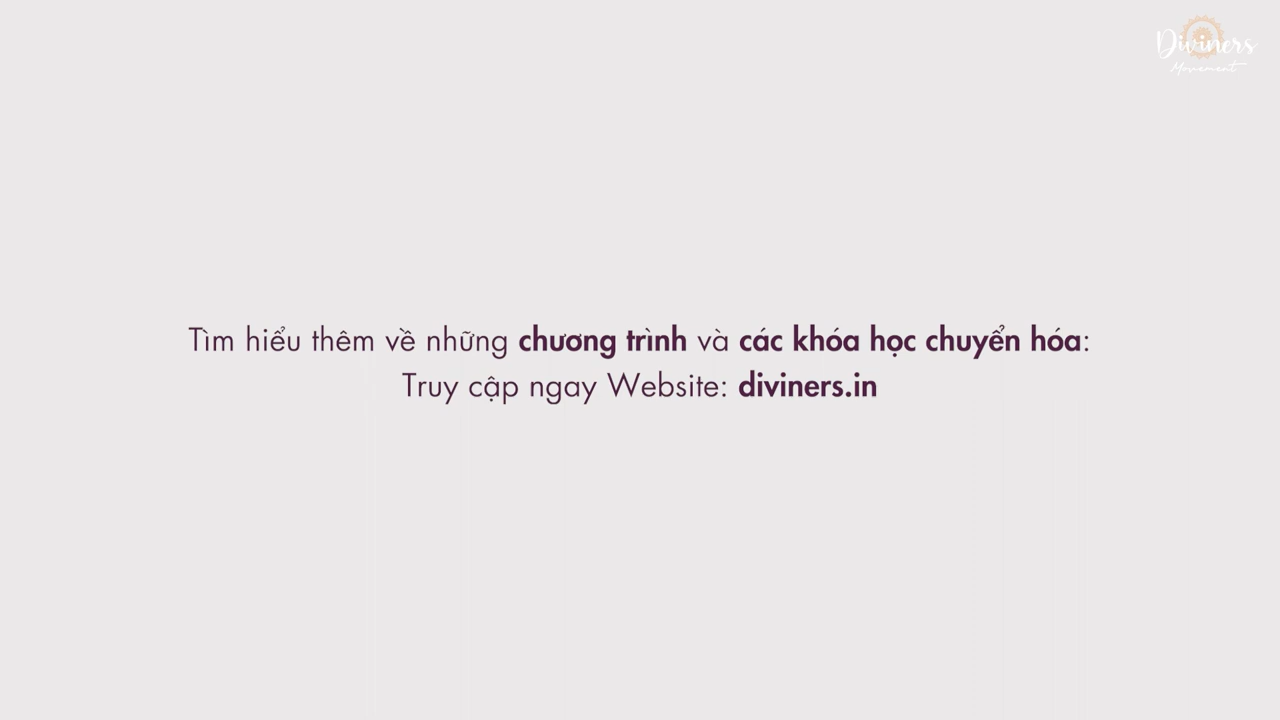 Diviners
Movement
Tìm hiểu thêm về những chương trình và các khóa học chuyển hóa:
Truy cập ngay Website: diviners.in